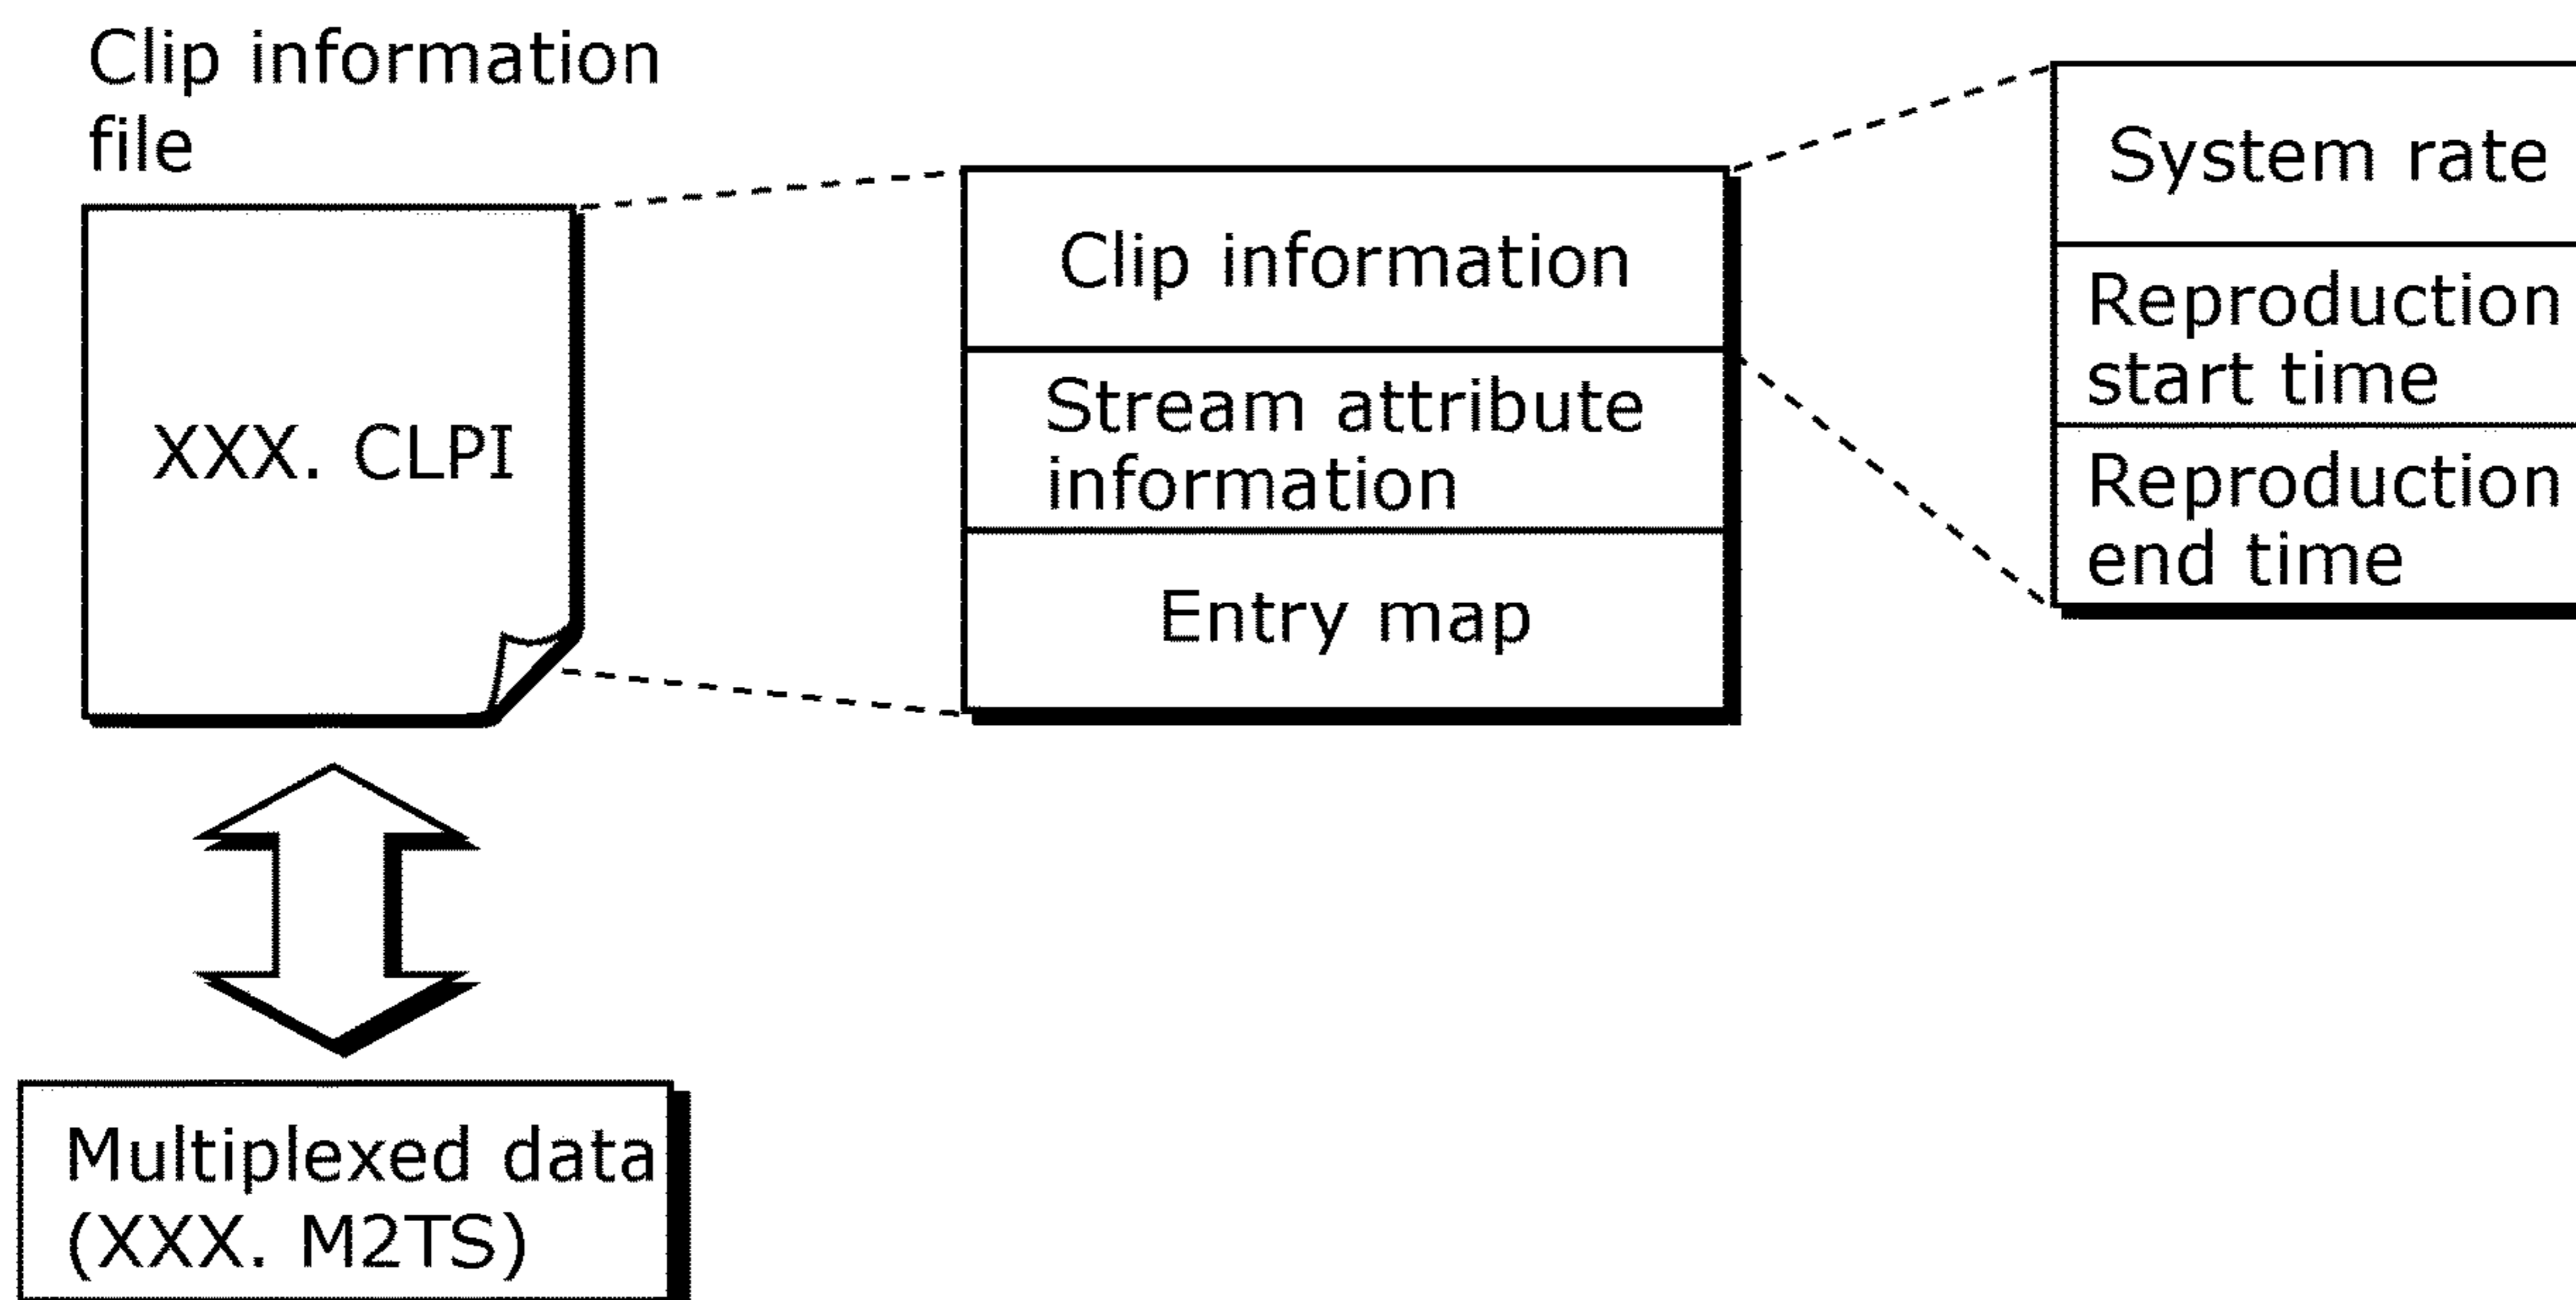 Clip information
file
XXX. CLPI
Clip information
Stream attribute
information
Entry map
System rate
Reproduction
start time
Reproduction
end time
Multiplexed data
(XXX. M2TS)